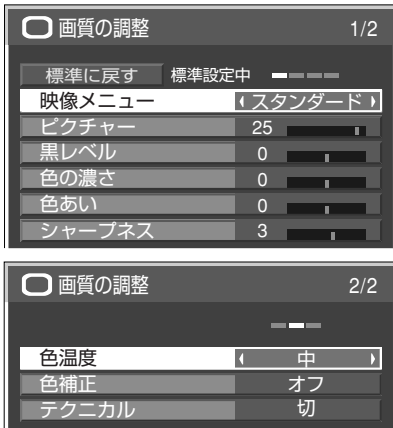 画質の調整 1/2
標準に戻す 標準設定中
映像メニュー スタンダード
ピクチャー 25
黒レベル 0
色の濃さ 0
色あい 0
シャープネス 3
画質の調整 2/2
色温度 中
色補正 オフ
テクニカル 切